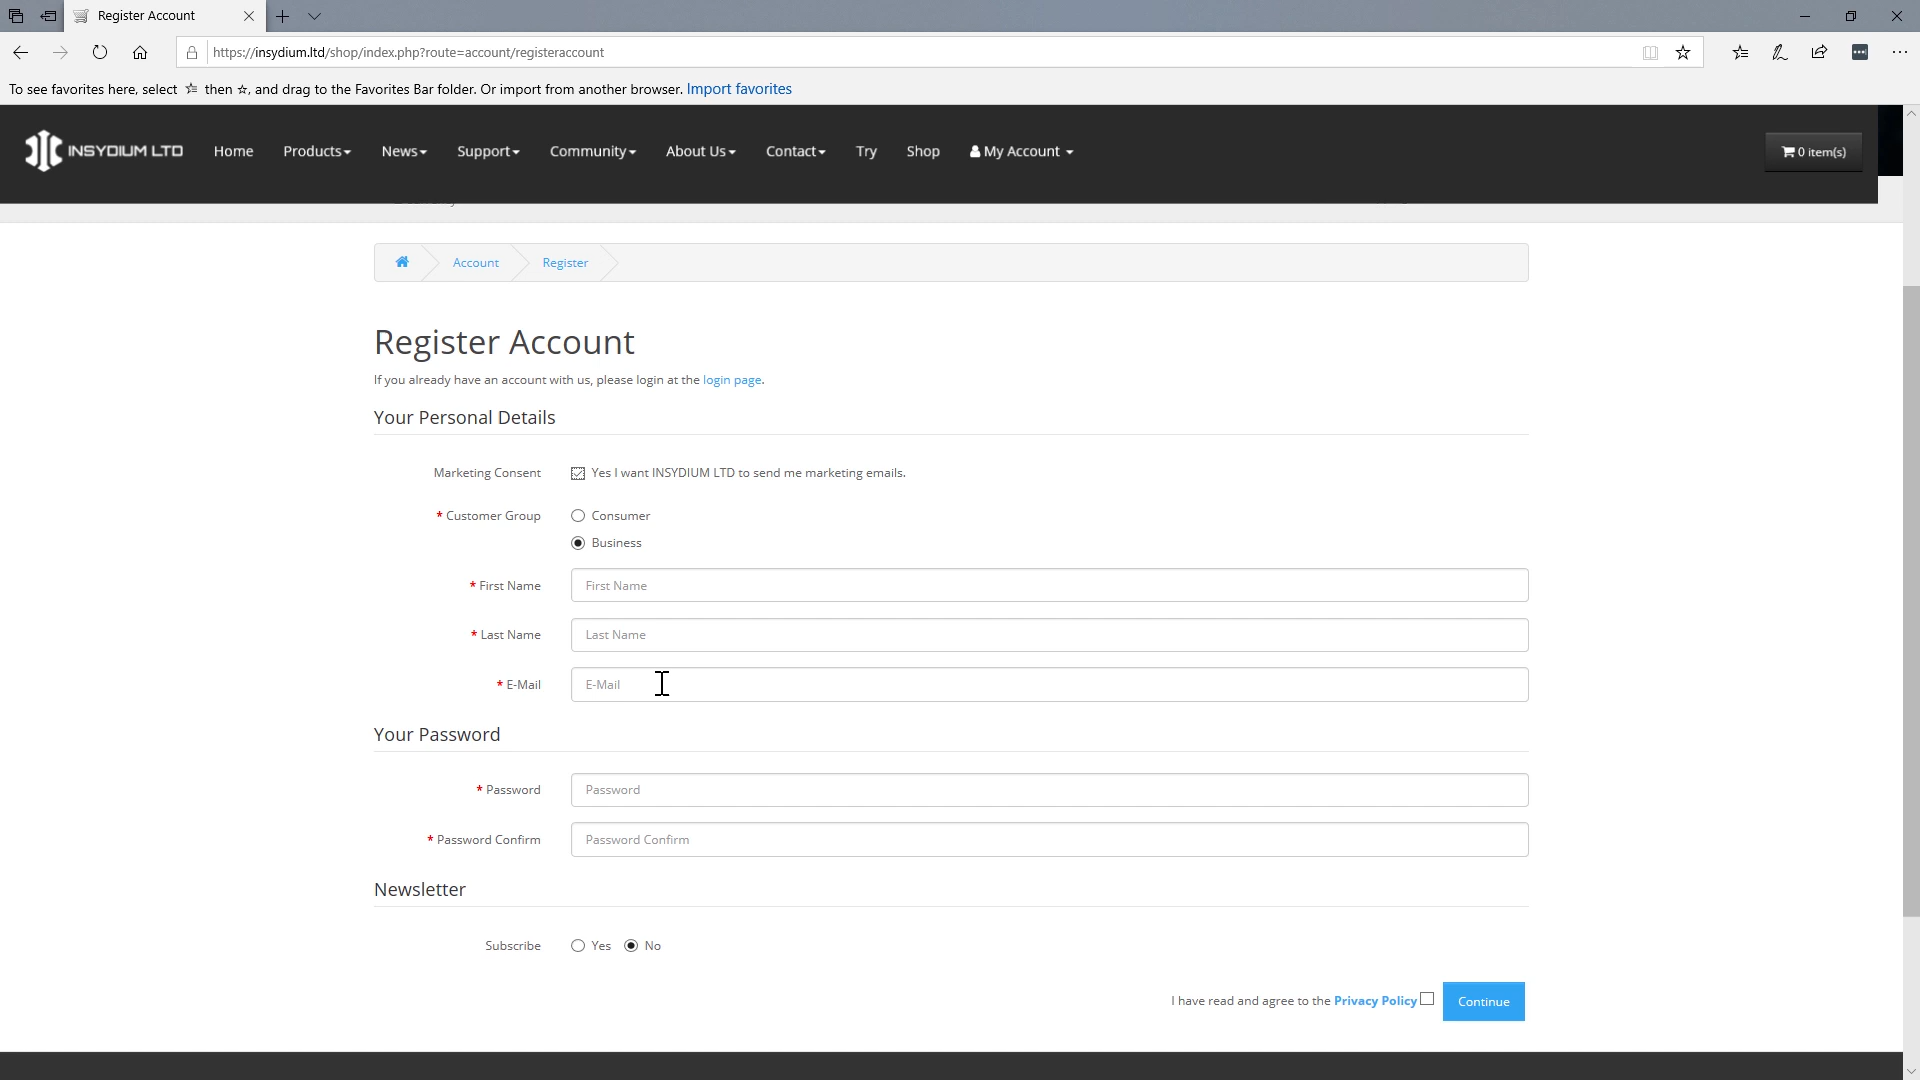 Register Account
https://insydium.ltd/shop/index.php?route=account/registeraccount
To see favorites here, select then , and drag to the Favorites Bar folder. Or import from another browser. Import favorites
INSYDIUM LTD Home Products News Support Community About Us Contact Try Shop My Account 0 item(s)
Account Register
Register Account
If you already have an account with us, please login at the login page.
Your Personal Details
Marketing Consent Yes I want INSYDIUM LTD to send me marketing emails.
* Customer Group Consumer
Business
* First Name First Name
* Last Name Last Name
* E-Mail E-Mail
Your Password
* Password Password
* Password Confirm Password Confirm
Newsletter
Subscribe Yes No
I have read and agree to the Privacy Policy Continue